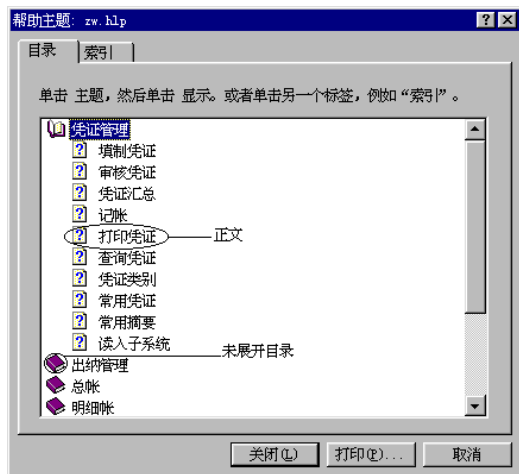 帮助主题: zw.hlp
目录 索引
单击 主题，然后单击 显示。或者单击另一个标签，例如“索引”。
凭证管理
填制凭证
审核凭证
凭证汇总
记帐
打印凭证 正文
查询凭证
凭证类别
常用凭证
常用摘要
读入子系统
未展开目录
出纳管理
总帐
明细帐
关闭(L) 打印(P)... 取消